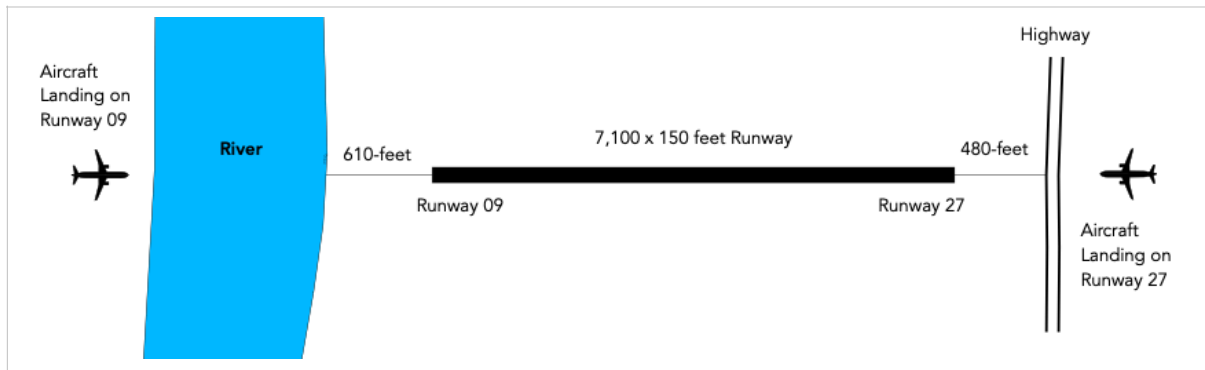 Highway
Aircraft
Landing on
Runway 09
River
610-feet
7,100 x 150 feet Runway
480-feet
Runway 09
Runway 27
Aircraft
Landing on
Runway 27